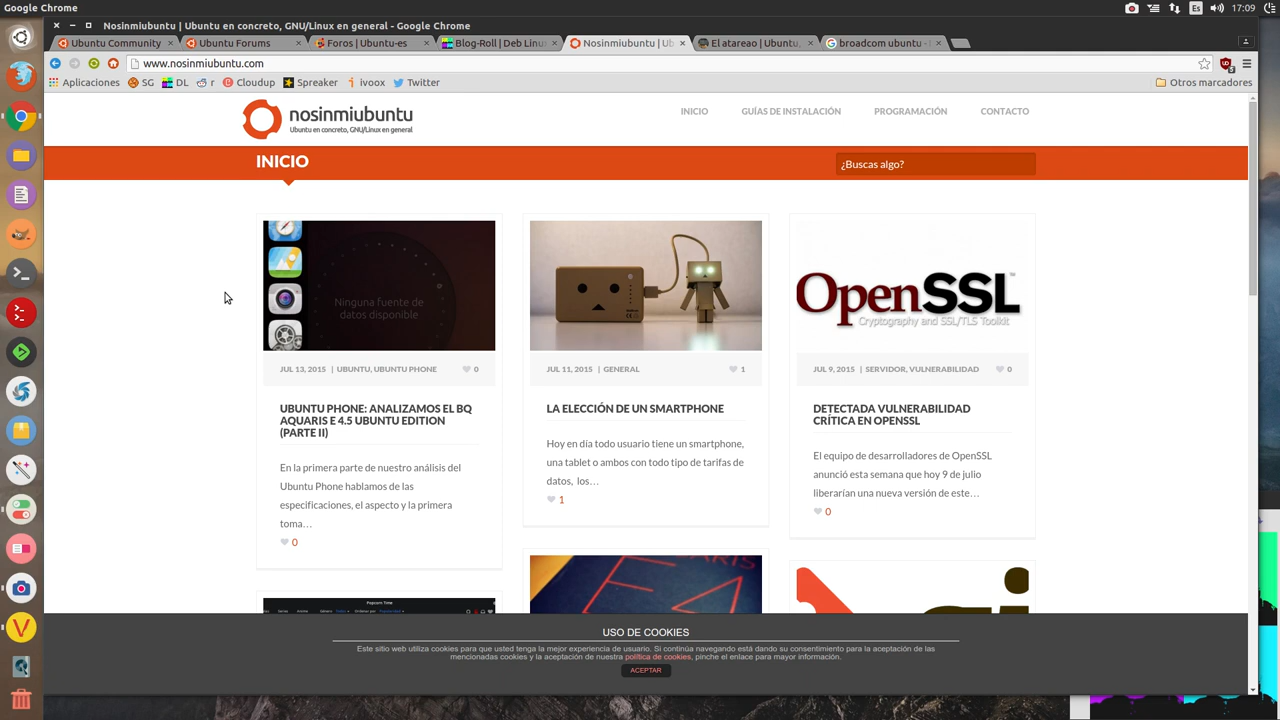 Es
17:09
Nosinmiubuntu | Ubuntu en concreto, GNU/Linux en general - Google Chrome
Ubuntu Community
Ubuntu Forums
Foros | Ubuntu-es
Blog-Roll | Deb Linux
Nosinmiubuntu | Ub
El atareao | Ubuntu,
broadcom ubuntu -
www.nosinmiubuntu.com
Aplicaciones
SG
DL
r
Cloudup
Spreaker
ivoox
Twitter
Otros marcadores
nosinmiubuntu
Ubuntu en concreto, GNU/Linux en general
INICIO
GUÍAS DE INSTALACIÓN
PROGRAMACIÓN
CONTACTO
INICIO
¿Buscas algo?
Ninguna fuente de
datos disponible
JUL 13, 2015 | UBUNTU, UBUNTU PHONE
0
UBUNTU PHONE: ANALIZAMOS EL BQ
AQUARIS E 4.5 UBUNTU EDITION
(PARTE II)
En la primera parte de nuestro análisis del
Ubuntu Phone hablamos de las
especificaciones, el aspecto y la primera
toma…
0
JUL 11, 2015 | GENERAL
1
LA ELECCIÓN DE UN SMARTPHONE
Hoy en día todo usuario tiene un smartphone,
una tablet o ambos con todo tipo de tarifas de
datos, los…
1
OpenSSL™
Cryptography and SSL/TLS Toolkit
JUL 9, 2015 | SERVIDOR, VULNERABILIDAD
0
DETECTADA VULNERABILIDAD
CRÍTICA EN OPENSSL
El equipo de desarrolladores de OpenSSL
anunció esta semana que hoy 9 de julio
liberarían una nueva versión de este…
0
Popcorn Time
USO DE COOKIES
Este sitio web utiliza cookies para que usted tenga la mejor experiencia de usuario. Si continúa navegando está dando su consentimiento para la aceptación de las
mencionadas cookies y la aceptación de nuestra política de cookies, pinche el enlace para mayor información.
ACEPTAR